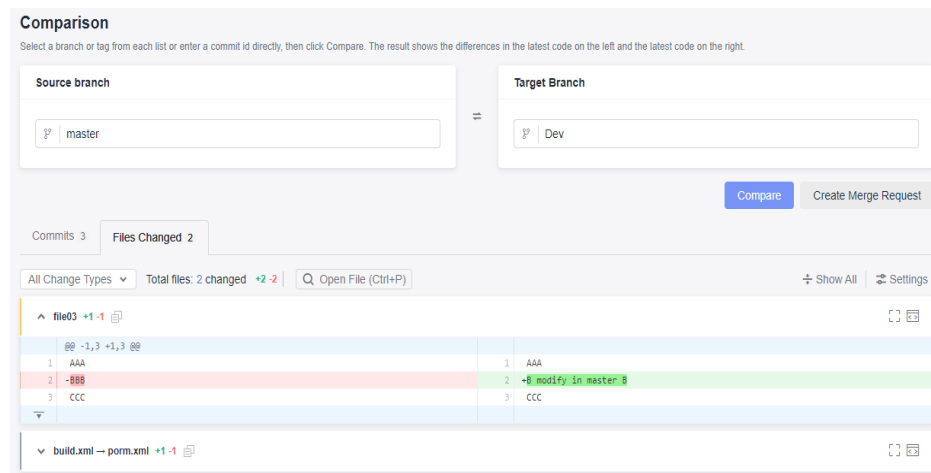 Comparison
Select a branch or tag from each list or enter a commit id directly, then click Compare. The result shows the differences in the latest code on the left and the latest code on the right.
Source branch
Target Branch
master
Dev
Compare
Create Merge Request
Commits 3
Files Changed 2
All Change Types
Total files: 2 changed +2 -2
Open File (Ctrl+P)
Show All
Settings
file03 +1 -1
@@ -1,3 +1,3 @@
1 AAA
1 AAA
2 -BBB
2 +B modify in master B
3 CCC
3 CCC
build.xml → porm.xml +1 -1